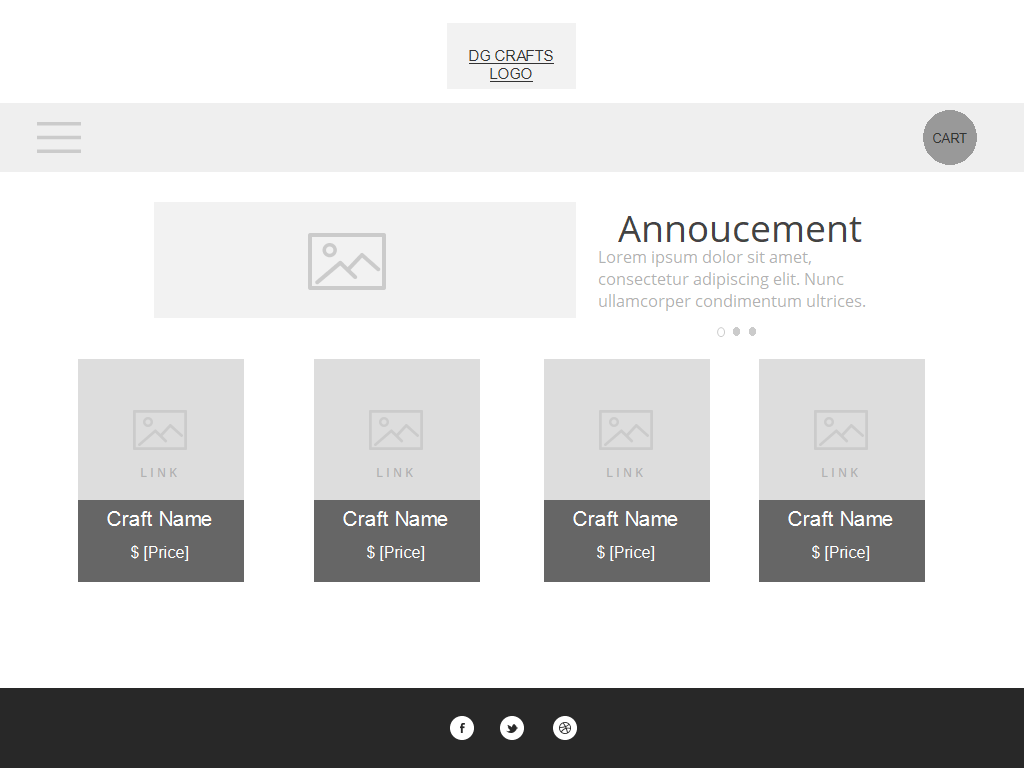 DG CRAFTS
LOGO
CART
Annoucement
Lorem ipsum dolor sit amet,
consectetur adipiscing elit. Nunc
ullamcorper condimentum ultrices.
LINK
Craft Name
$ [Price]
LINK
Craft Name
$ [Price]
LINK
Craft Name
$ [Price]
LINK
Craft Name
$ [Price]